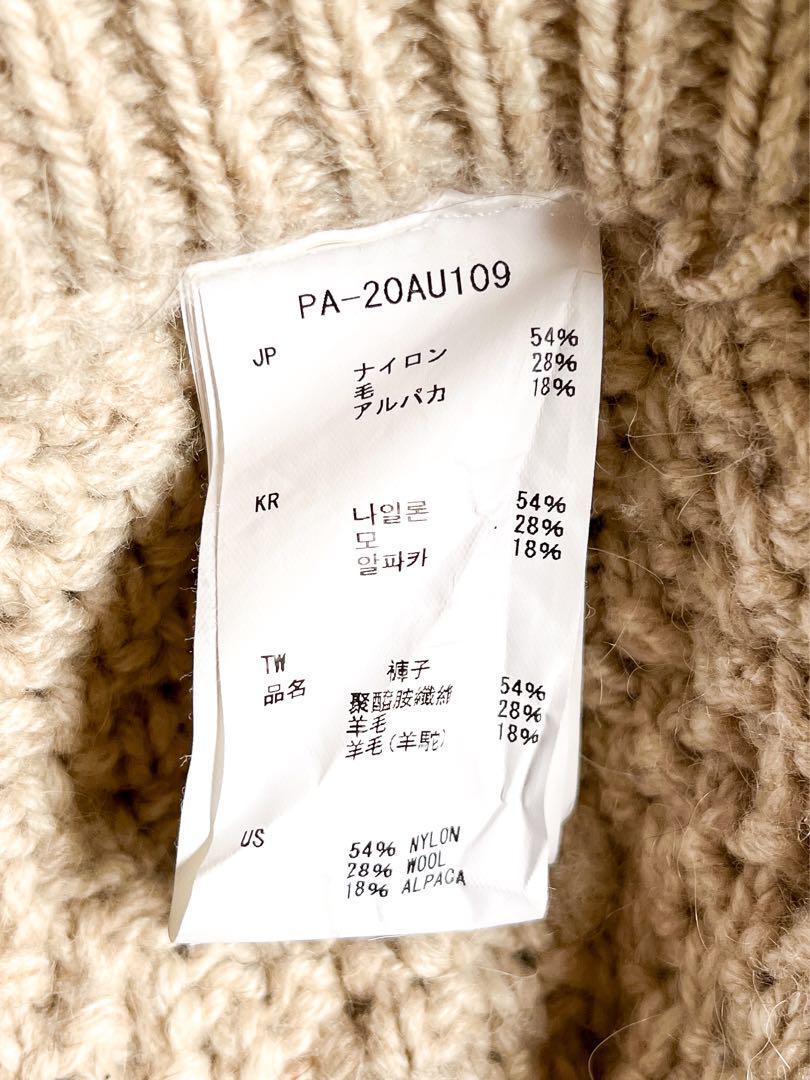 PA-20AU109
JP
ナイロン 54%
毛 28%
アルパカ 18%
KR
나일론 54%
모 28%
알파카 18%
TW
品名 褲子
聚醯胺纖維 54%
羊毛 28%
羊毛(羊駝) 18%
US
54% NYLON
28% WOOL
18% ALPACA